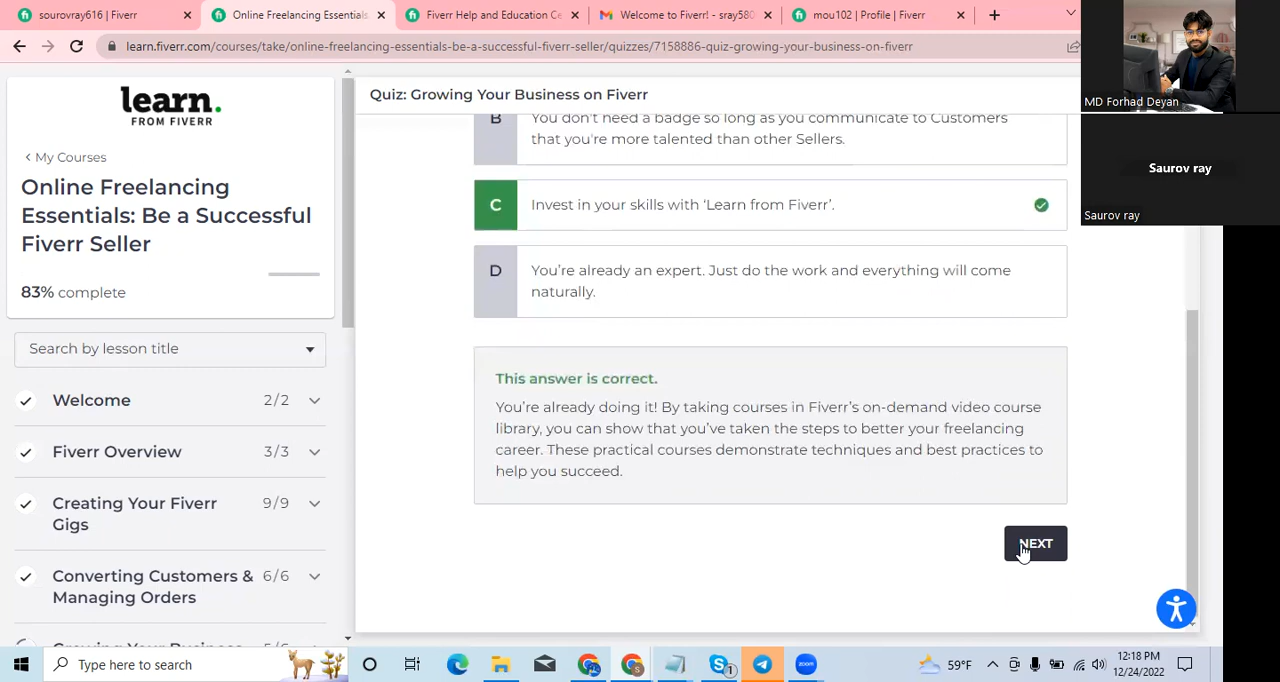 sourovray616 | Fiverr
Online Freelancing Essentials
Fiverr Help and Education Ce
Welcome to Fiverr! - sray580
mou102 | Profile | Fiverr
learn.fiverr.com/courses/take/online-freelancing-essentials-be-a-successful-fiverr-seller/quizzes/7158886-quiz-growing-your-business-on-fiverr
MD Forhad Deyan
Saurov ray
Saurov ray
learn.
FROM FIVERR
My Courses
Online Freelancing
Essentials: Be a Successful
Fiverr Seller
83% complete
Search by lesson title
Welcome 2/2
Fiverr Overview 3/3
Creating Your Fiverr 9/9
Gigs
Converting Customers & 6/6
Managing Orders
Growing Your Business
Quiz: Growing Your Business on Fiverr
B
You don't need a badge so long as you communicate to Customers
that you're more talented than other Sellers.
C Invest in your skills with ‘Learn from Fiverr’.
D You’re already an expert. Just do the work and everything will come
naturally.
This answer is correct.
You’re already doing it! By taking courses in Fiverr’s on-demand video course
library, you can show that you’ve taken the steps to better your freelancing
career. These practical courses demonstrate techniques and best practices to
help you succeed.
NEXT
Type here to search
S
1
zoom
59°F
12:18 PM
12/24/2022